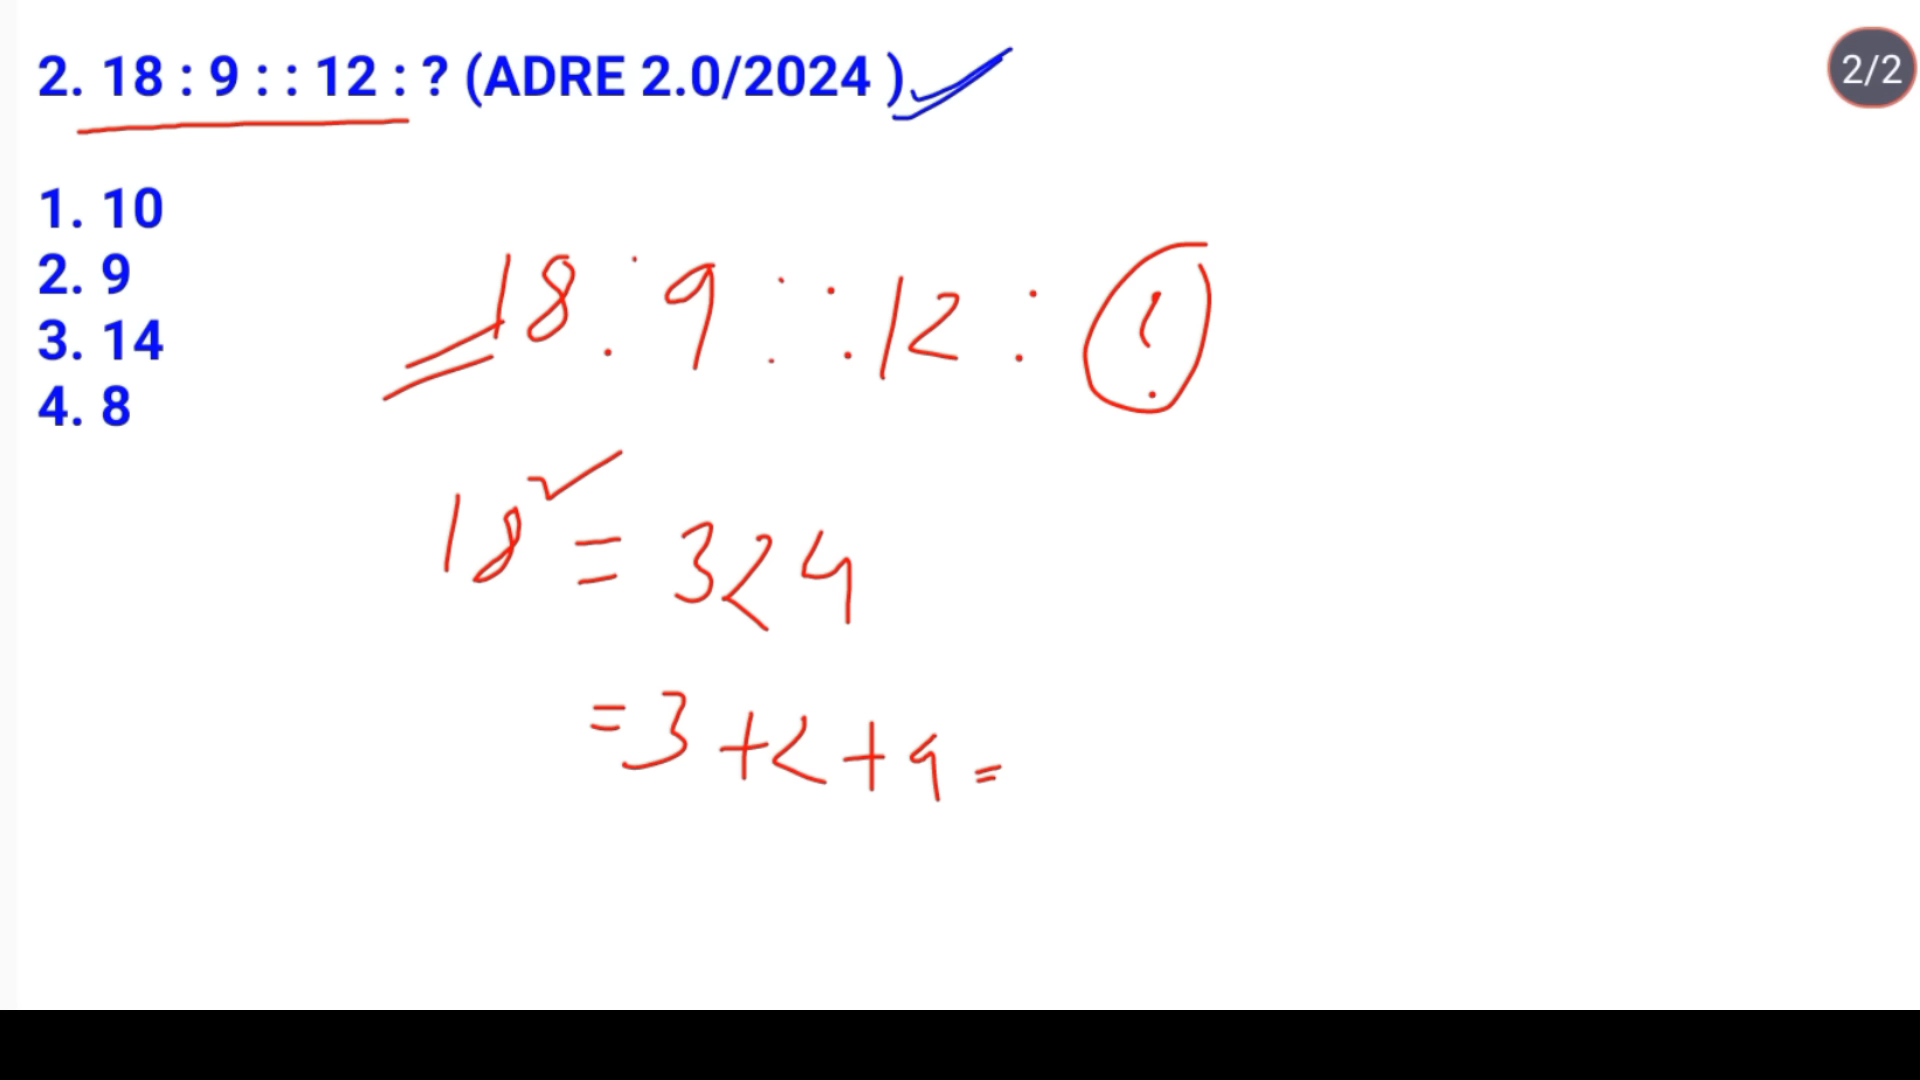 2. 18 : 9 : : 12 : ? (ADRE 2.0/2024 )
2/2
1. 10
2. 9
3. 14
4. 8
18 : 9 : : 12 : ?
18² = 324
= 3 + 2 + 4 =